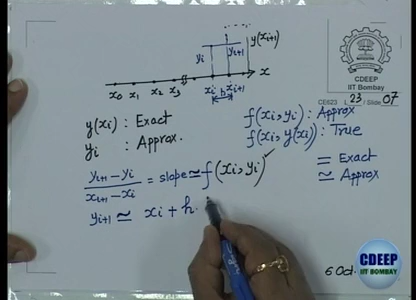 y(xᵢ₊₁)
yᵢ yᵢ₊₁
x₀ x₁ x₂ x₃ xᵢ xᵢ₊₁ x
h
CDEEP
IIT Bombay
CE623 L 23 / Slide 07
y(xᵢ) : Exact
yᵢ : Approx.
f(xᵢ, yᵢ) : Approx
f(xᵢ, y(xᵢ)) : True
(yᵢ₊₁ − yᵢ) / (xᵢ₊₁ − xᵢ) = slope ≃ f(xᵢ, yᵢ) ✓
= Exact
≃ Approx
yᵢ₊₁ ≃ xᵢ + h.
CDEEP
IIT BOMBAY